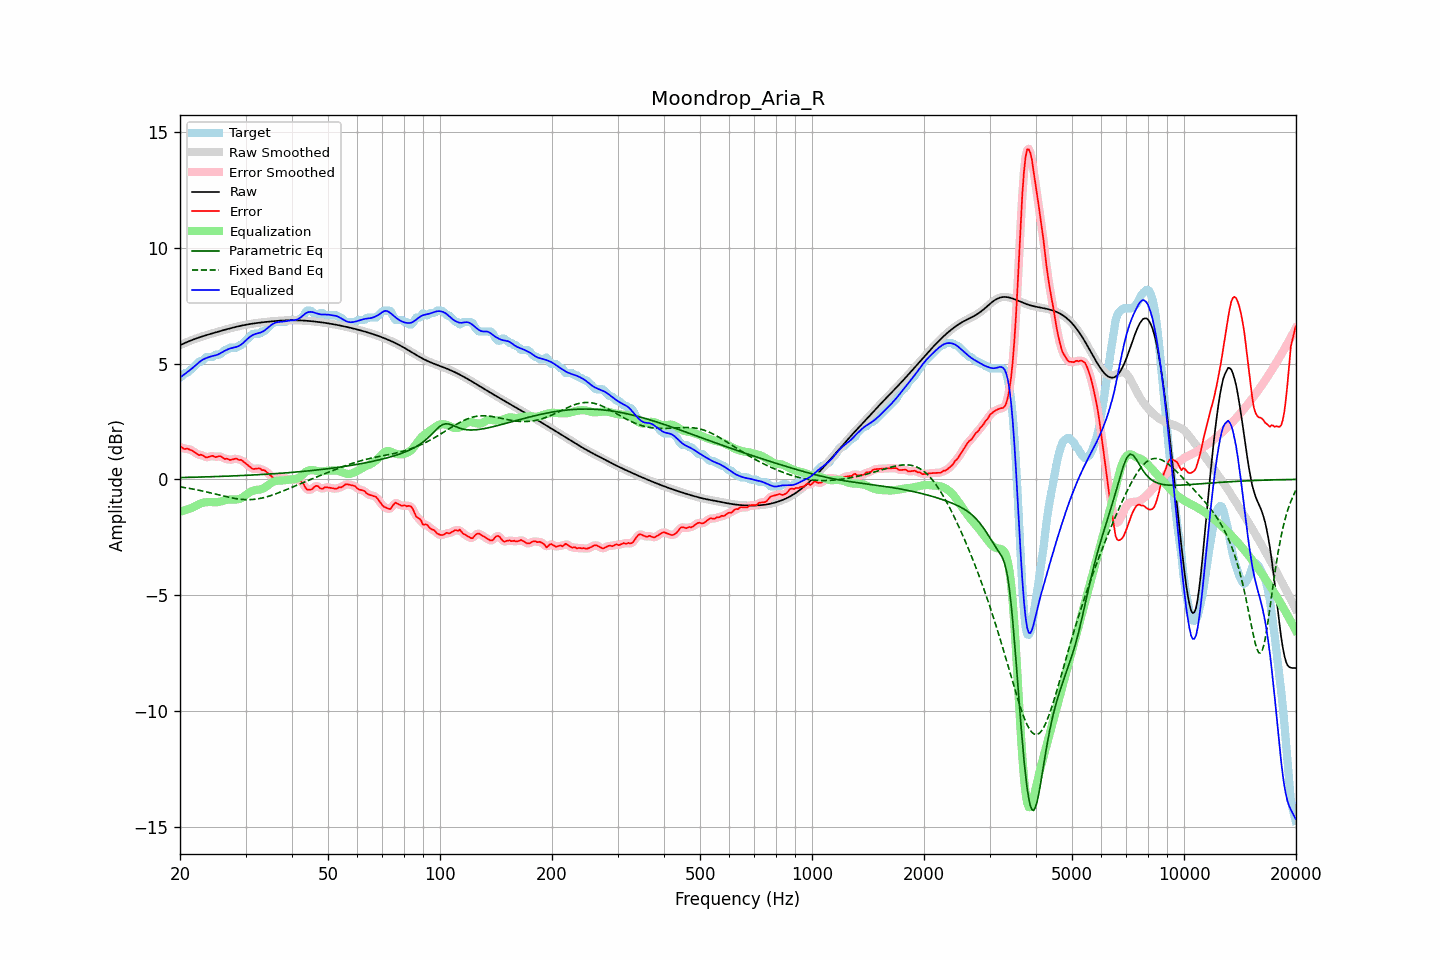 Moondrop_Aria_R
Target
Raw Smoothed
Error Smoothed
Raw
Error
Equalization
Parametric Eq
Fixed Band Eq
Equalized
15
10
5
0
−5
−10
−15
Amplitude (dBr)
20
50
100
200
500
1000
2000
5000
10000
20000
Frequency (Hz)